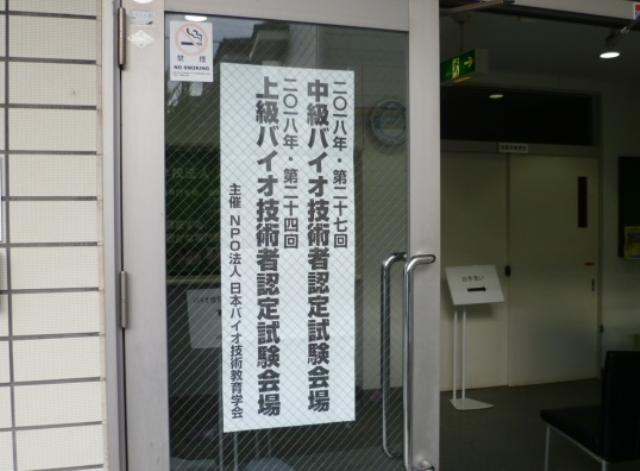 二〇一八年・第二十七回
中級バイオ技術者認定試験会場
二〇一八年・第二十四回
上級バイオ技術者認定試験会場
主催 NPO法人 日本バイオ技術教育学会
禁煙
NO SMOKING